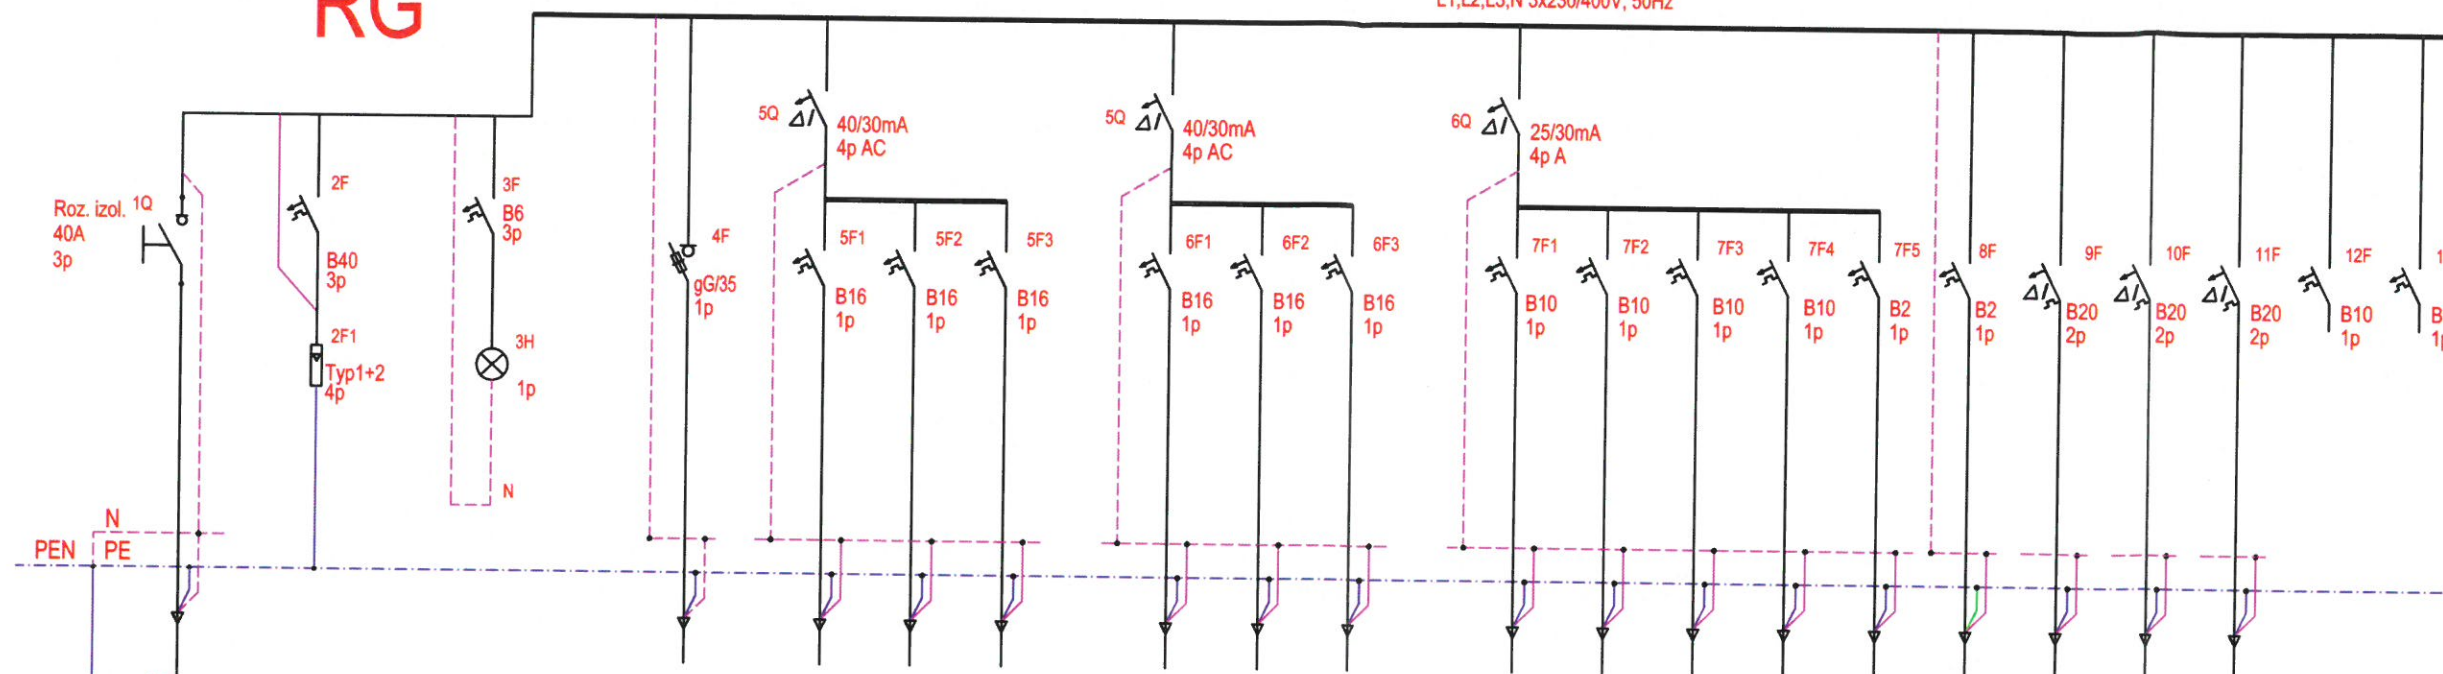 RG
L1,L2,L3,N 3x230/400V, 50Hz
Roz. izol. 1Q
40A
3p
2F
B40
3p
2F1
Typ1+2
4p
3F
B6
3p
3H
1p
N
N
PEN PE
4F
gG/35
1p
5Q
40/30mA
4p AC
5F1
B16
1p
5F2
B16
1p
5F3
B16
1p
5Q
40/30mA
4p AC
6F1
B16
1p
6F2
B16
1p
6F3
B16
1p
6Q
25/30mA
4p A
7F1
B10
1p
7F2
B10
1p
7F3
B10
1p
7F4
B10
1p
7F5
B2
1p
8F
B2
1p
9F
B20
2p
10F
B20
2p
11F
B20
2p
12F
B10
1p